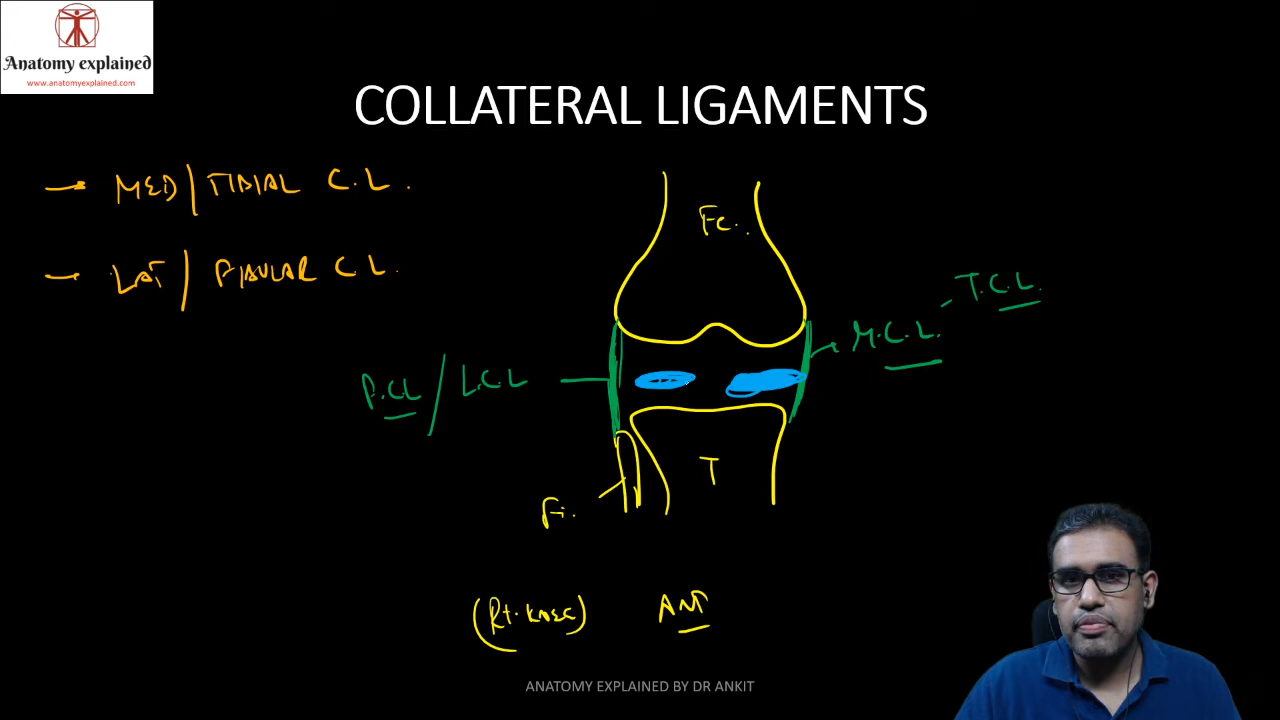 Anatomy explained
www.anatomyexplained.com
COLLATERAL LIGAMENTS
→ MED | TIBIAL C.L.
→ LAT | FIBULAR C.L.
Fe.
T.C.L.
M.C.L.
F.CL / L.C.L
T
Fi.
(Rt. KNEE) ANT
ANATOMY EXPLAINED BY DR ANKIT